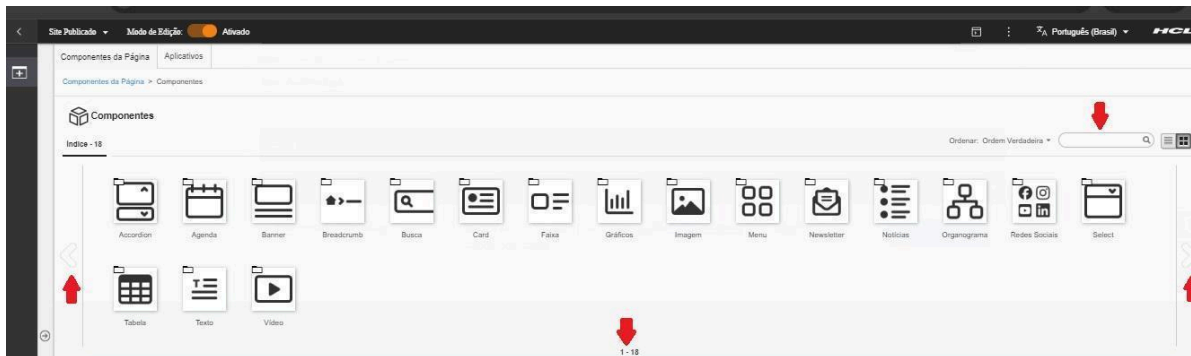 Site Publicado Modo de Edição: Ativado Português (Brasil) HCL
Componentes da Página Aplicativos
Componentes da Página > Componentes
Componentes
Indice - 18 Ordenar: Ordem Verdadeira
Accordion Agenda Banner Breadcrumb Busca Card Faixa Gráficos Imagem Menu Newsletter Notícias Organograma Redes Sociais Select
Tabela Texto Vídeo
1 - 18